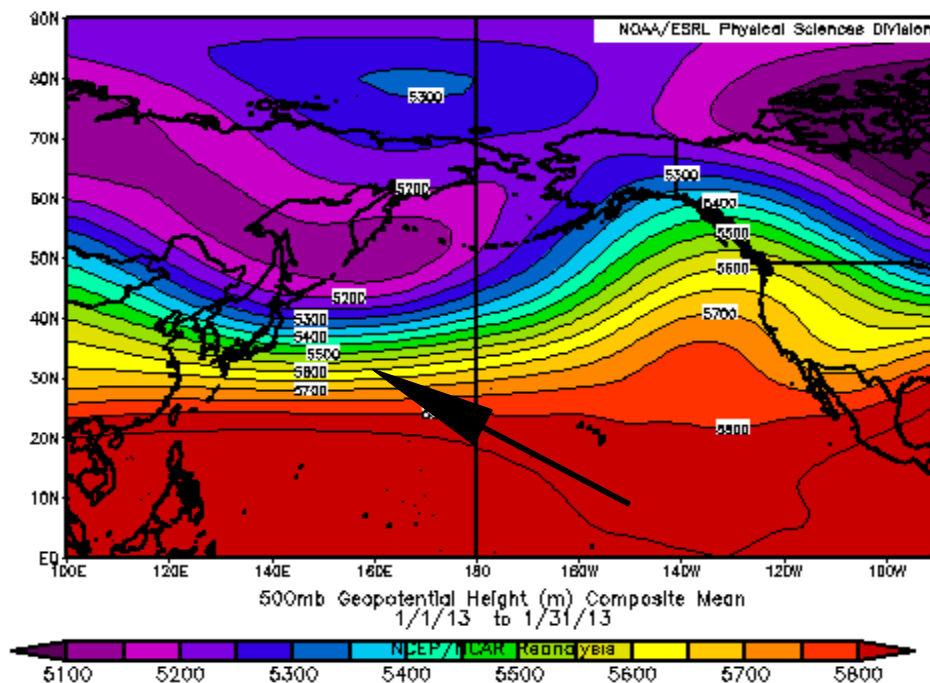 90N NOAA/ESRL Physical Sciences Division
80N
5300
70N
5300
60N
5200
5400
5500
50N
5600
5200
5700
40N
5300
5400
5500
5600
30N
5700
5800
20N
10N
EQ
100E 120E 140E 160E 180 160W 140W 120W 100W
500mb Geopotential Height (m) Composite Mean
1/1/13 to 1/31/13
NCEP/NCAR Reanalysis
5100 5200 5300 5400 5500 5600 5700 5800